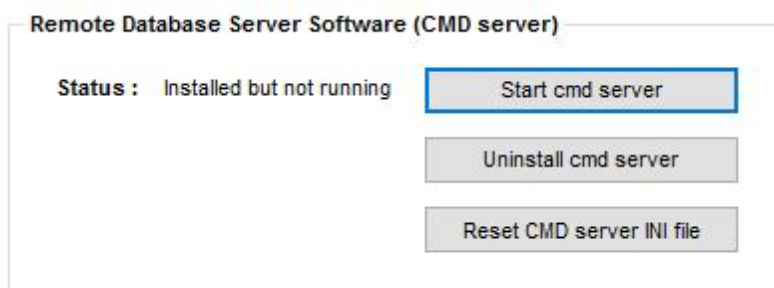 Remote Database Server Software (CMD server)
Status : Installed but not running
Start cmd server
Uninstall cmd server
Reset CMD server INI file